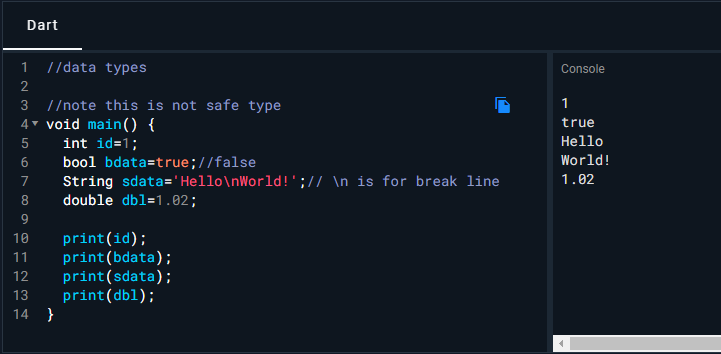 Dart
1 //data types
2
3 //note this is not safe type
4 void main() {
5 int id=1;
6 bool bdata=true;//false
7 String sdata='Hello\nWorld!';// \n is for break line
8 double dbl=1.02;
9
10 print(id);
11 print(bdata);
12 print(sdata);
13 print(dbl);
14 }
Console
1
true
Hello
World!
1.02